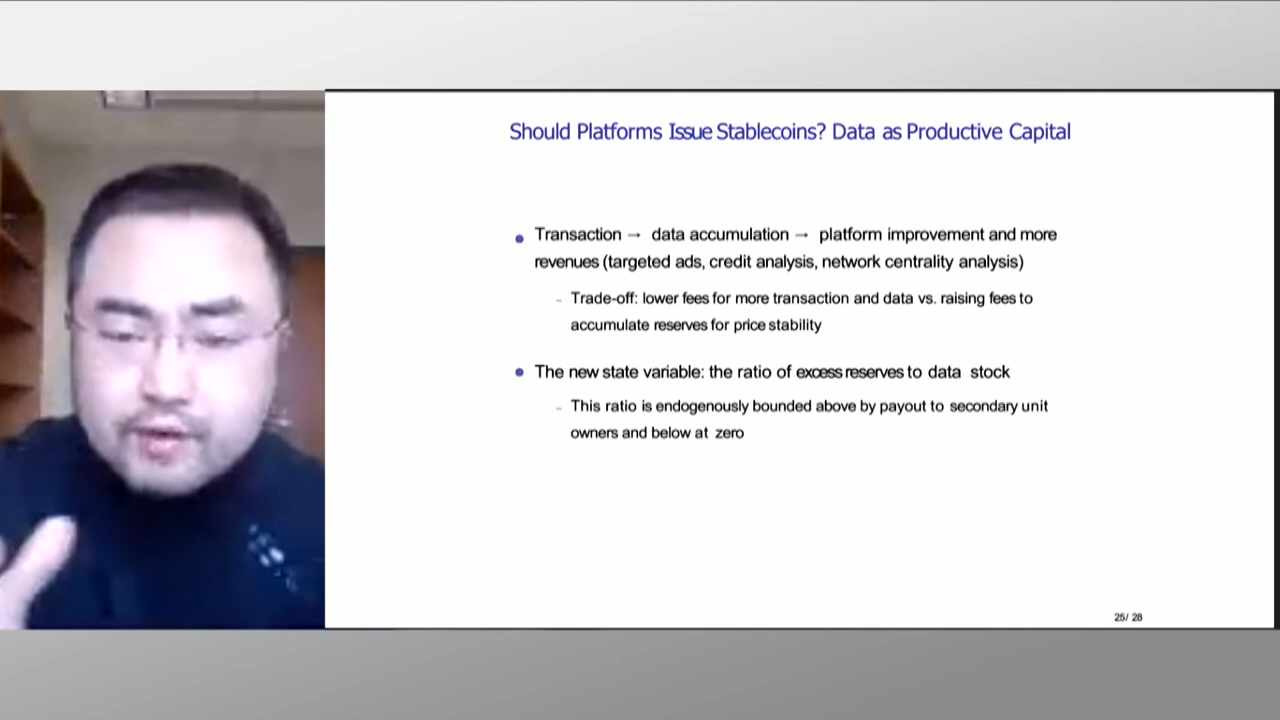 Should Platforms Issue Stablecoins? Data as Productive Capital
• Transaction → data accumulation → platform improvement and more
revenues (targeted ads, credit analysis, network centrality analysis)
– Trade-off: lower fees for more transaction and data vs. raising fees to
accumulate reserves for price stability
• The new state variable: the ratio of excess reserves to data stock
– This ratio is endogenously bounded above by payout to secondary unit
owners and below at zero
25/ 28